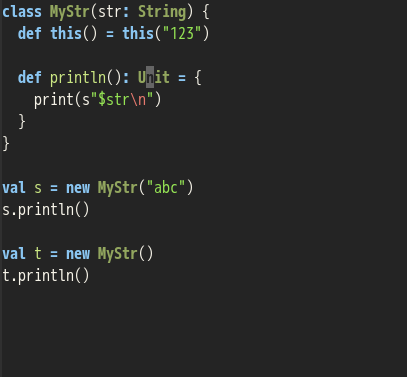 class MyStr(str: String) {
  def this() = this("123")

  def println(): Unit = {
    print(s"$str\n")
  }
}

val s = new MyStr("abc")
s.println()

val t = new MyStr()
t.println()